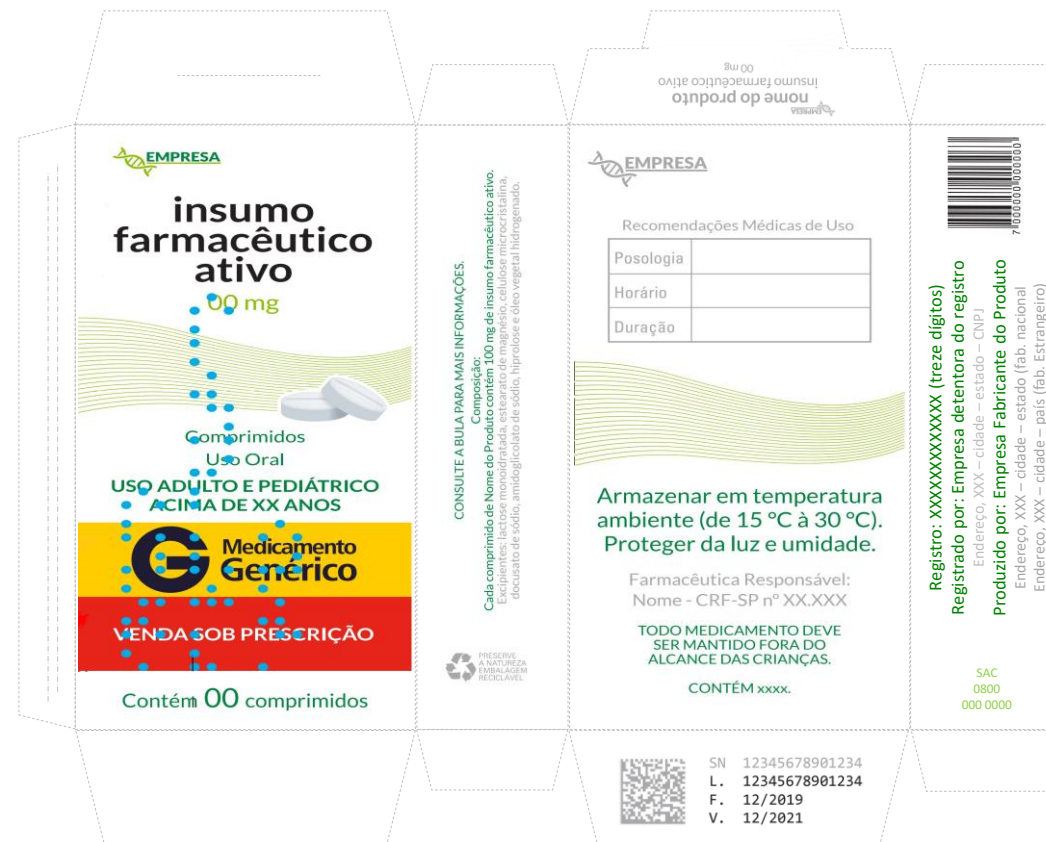 EMPRESA
insumo
farmacêutico
ativo
00 mg
Comprimidos
Uso Oral
USO ADULTO E PEDIÁTRICO
ACIMA DE XX ANOS
G Medicamento
Genérico
VENDA SOB PRESCRIÇÃO
Contém 00 comprimidos
CONSULTE A BULA PARA MAIS INFORMAÇÕES.
Composição:
Cada comprimido de Nome do Produto contém 100 mg de insumo farmacêutico ativo.
Excipientes: lactose monoidratada, estearato de magnésio, celulose microcristalina,
docusato de sódio, amidoglicolato de sódio, hiprolose e óleo vegetal hidrogenado.
PRESERVE
A NATUREZA
EMBALAGEM
RECICLÁVEL
EMPRESA
nome do produto
insumo farmacêutico ativo
00 mg
EMPRESA
Recomendações Médicas de Uso
Posologia
Horário
Duração
Armazenar em temperatura
ambiente (de 15 °C à 30 °C).
Proteger da luz e umidade.
Farmacêutica Responsável:
Nome - CRF-SP nº XX.XXX
TODO MEDICAMENTO DEVE
SER MANTIDO FORA DO
ALCANCE DAS CRIANÇAS.
CONTÉM xxxx.
SN 12345678901234
L. 12345678901234
F. 12/2019
V. 12/2021
7 000000 000000
Registro: XXXXXXXXXXXXX (treze dígitos)
Registrado por: Empresa detentora do registro
Endereço, XXX – cidade – estado – CNPJ
Produzido por: Empresa Fabricante do Produto
Endereço, XXX – cidade – estado (fab. nacional
Endereço, XXX – cidade – país (fab. Estrangeiro)
SAC
0800
000 0000